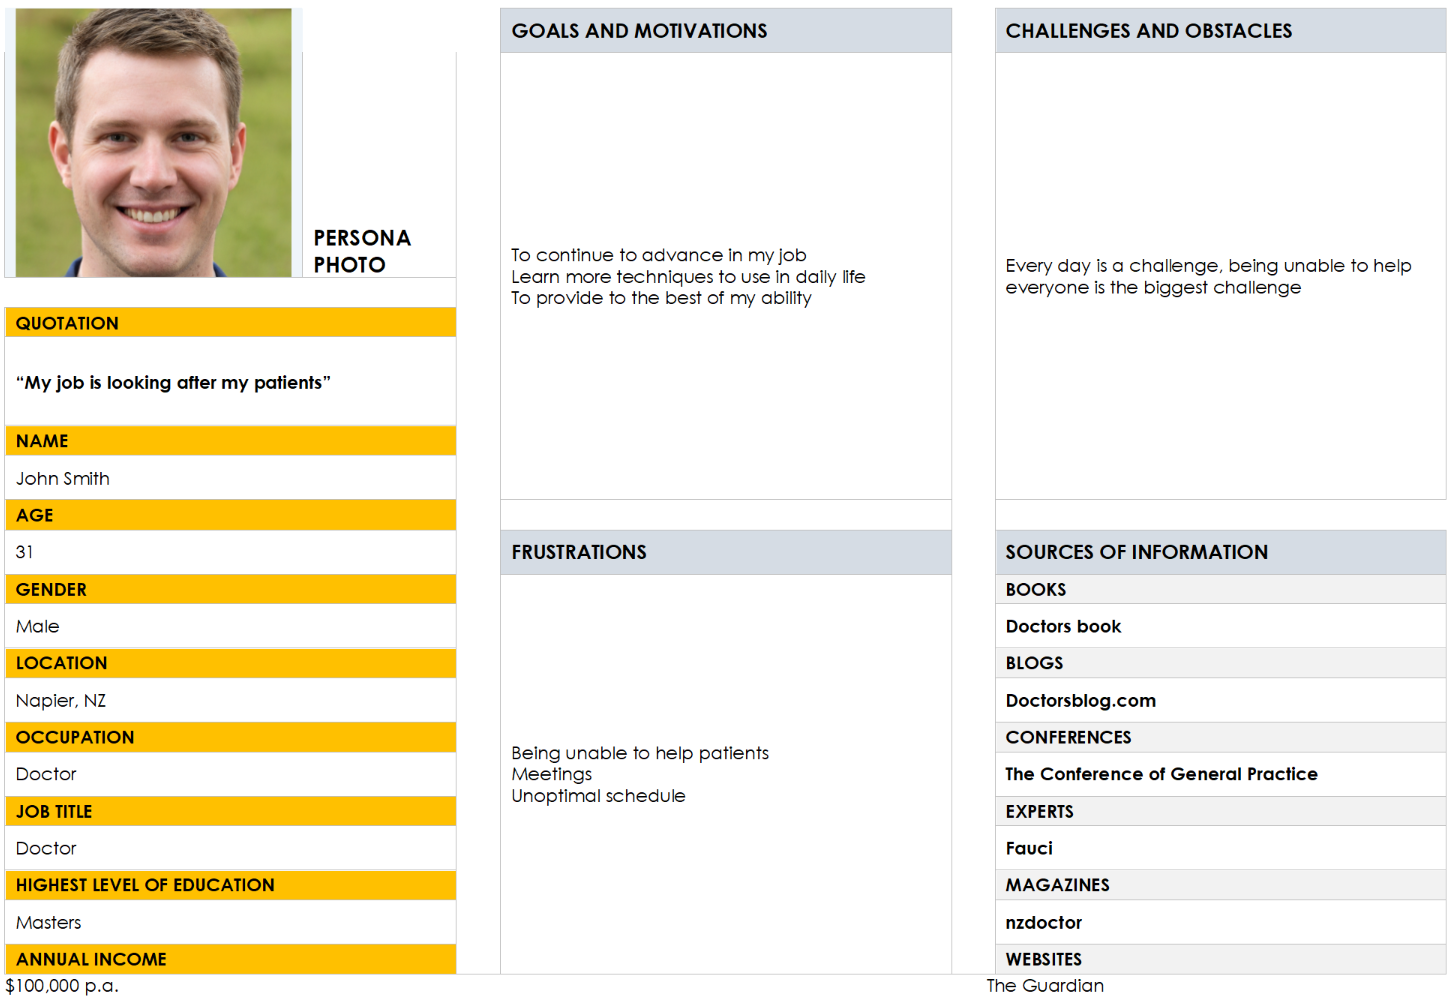 PERSONA
PHOTO
QUOTATION
“My job is looking after my patients”
NAME
John Smith
AGE
31
GENDER
Male
LOCATION
Napier, NZ
OCCUPATION
Doctor
JOB TITLE
Doctor
HIGHEST LEVEL OF EDUCATION
Masters
ANNUAL INCOME
$100,000 p.a.
GOALS AND MOTIVATIONS
To continue to advance in my job
Learn more techniques to use in daily life
To provide to the best of my ability
FRUSTRATIONS
Being unable to help patients
Meetings
Unoptimal schedule
CHALLENGES AND OBSTACLES
Every day is a challenge, being unable to help
everyone is the biggest challenge
SOURCES OF INFORMATION
BOOKS
Doctors book
BLOGS
Doctorsblog.com
CONFERENCES
The Conference of General Practice
EXPERTS
Fauci
MAGAZINES
nzdoctor
WEBSITES
The Guardian